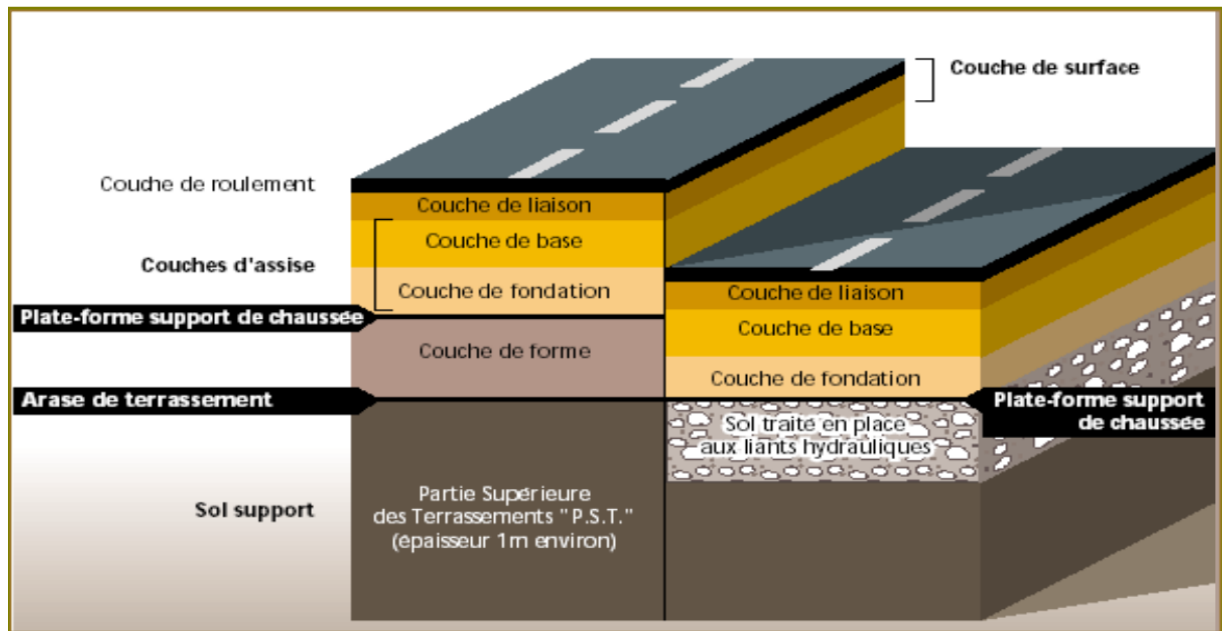 Couche de surface
Couche de roulement
Couche de liaison
Couche de base
Couches d'assise
Couche de fondation
Plate-forme support de chaussée
Couche de forme
Arase de terrassement
Sol support
Partie Supérieure
des Terrassements "P.S.T."
(épaisseur 1m environ)
Couche de liaison
Couche de base
Couche de fondation
Plate-forme support
de chaussée
Sol traité en place
aux liants hydrauliques